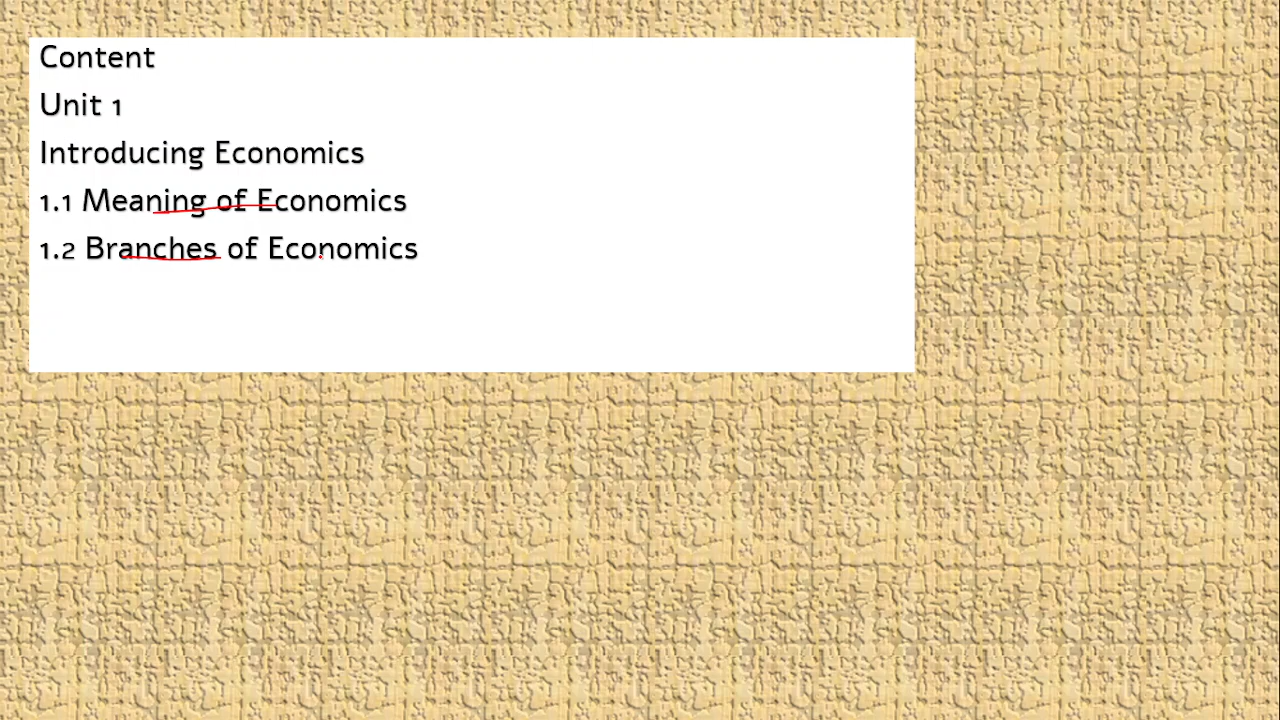 Content
Unit 1
Introducing Economics
1.1 Meaning of Economics
1.2 Branches of Economics